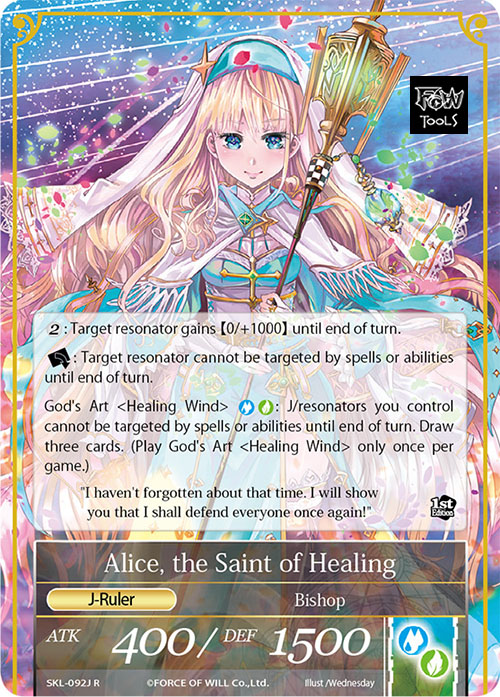 FOW
TOOLS
2 : Target resonator gains 【0/+1000】 until end of turn.
: Target resonator cannot be targeted by spells or abilities
until end of turn.
God's Art <Healing Wind> : J/resonators you control
cannot be targeted by spells or abilities until end of turn. Draw
three cards. (Play God's Art <Healing Wind> only once per
game.)
"I haven't forgotten about that time. I will show
you that I shall defend everyone once again!"
1st
Edition
Alice, the Saint of Healing
J-Ruler Bishop
ATK 400/ DEF 1500
SKL-092J R ©FORCE OF WILL Co.,Ltd. Illust /Wednesday